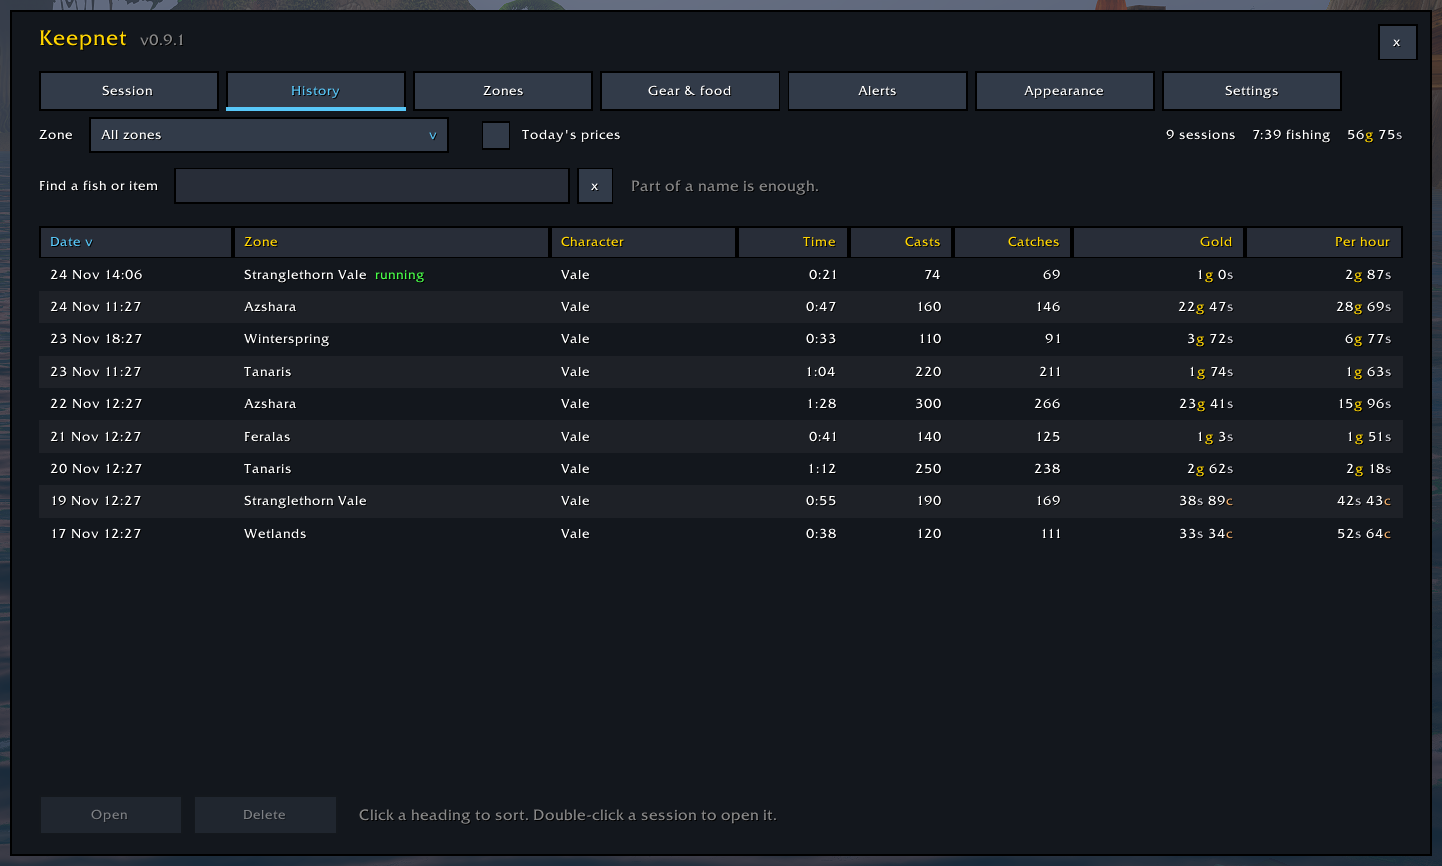 Keepnet v0.9.1
x
Session History Zones Gear & food Alerts Appearance Settings
Zone All zones v Today's prices 9 sessions 7:39 fishing 56g 75s
Find a fish or item x Part of a name is enough.
Date v Zone Character Time Casts Catches Gold Per hour
24 Nov 14:06 Stranglethorn Vale running Vale 0:21 74 69 1g 0s 2g 87s
24 Nov 11:27 Azshara Vale 0:47 160 146 22g 47s 28g 69s
23 Nov 18:27 Winterspring Vale 0:33 110 91 3g 72s 6g 77s
23 Nov 11:27 Tanaris Vale 1:04 220 211 1g 74s 1g 63s
22 Nov 12:27 Azshara Vale 1:28 300 266 23g 41s 15g 96s
21 Nov 12:27 Feralas Vale 0:41 140 125 1g 3s 1g 51s
20 Nov 12:27 Tanaris Vale 1:12 250 238 2g 62s 2g 18s
19 Nov 12:27 Stranglethorn Vale Vale 0:55 190 169 38s 89c 42s 43c
17 Nov 12:27 Wetlands Vale 0:38 120 111 33s 34c 52s 64c
Open Delete Click a heading to sort. Double-click a session to open it.